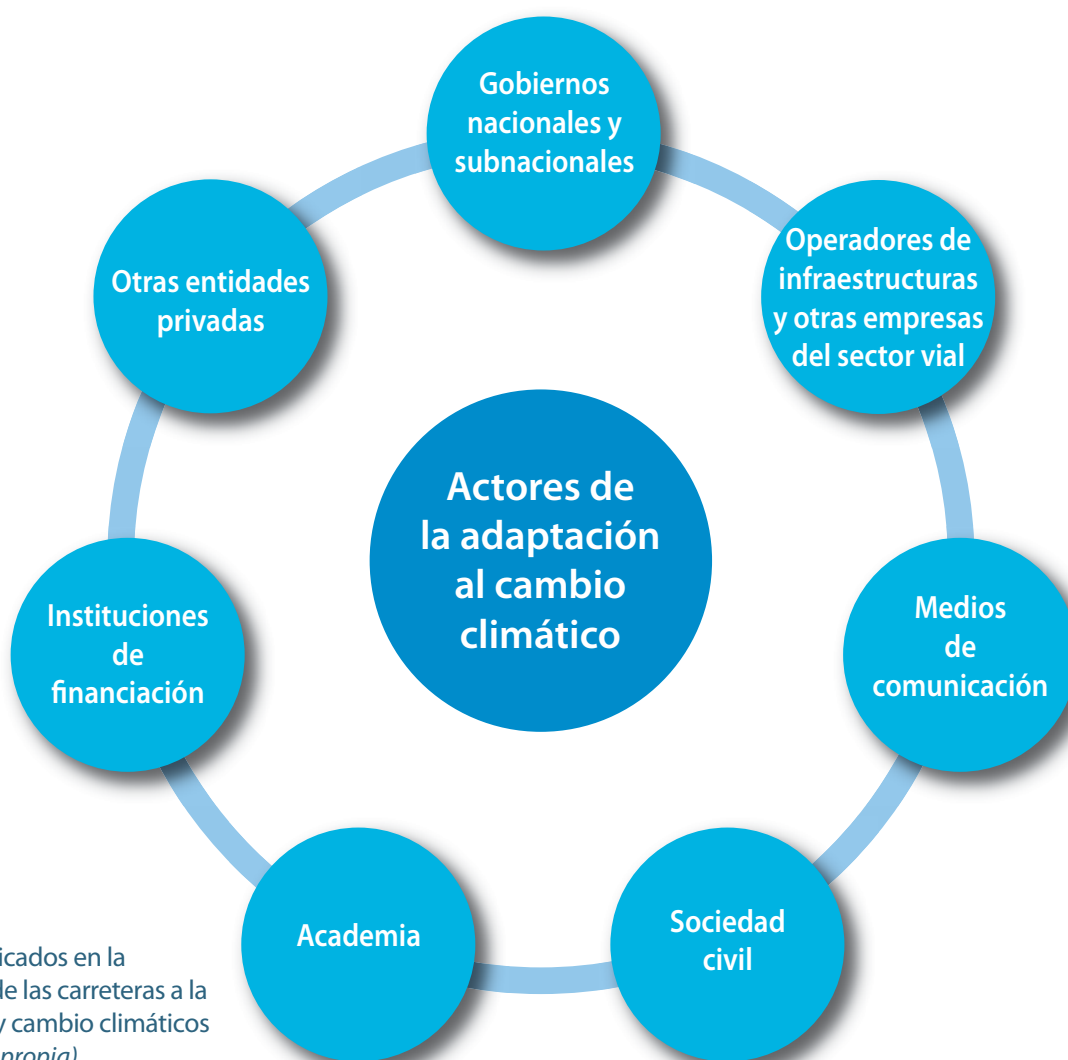 Gobiernos
nacionales y
subnacionales
Operadores de
infraestructuras
y otras empresas
del sector vial
Otras entidades
privadas
Actores de
la adaptación
al cambio
climático
Instituciones
de
financiación
Medios
de
comunicación
Academia
Sociedad
civil
icados en la
de las carreteras a la
y cambio climáticos
propia)